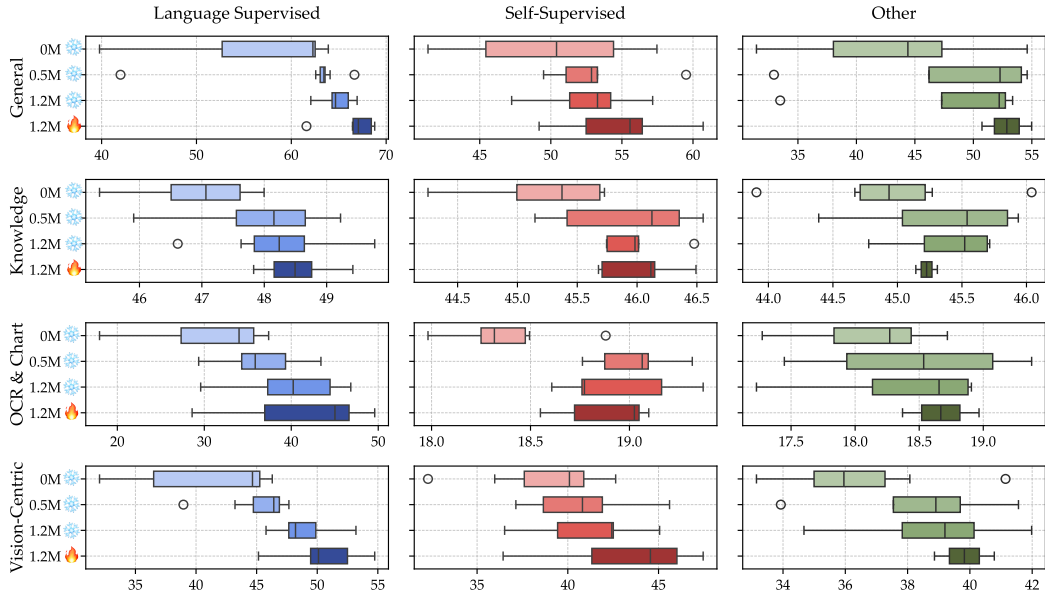 Language Supervised Self-Supervised Other
General
0M
0.5M
1.2M
1.2M
40 50 60 70
45 50 55 60
35 40 45 50 55
Knowledge
0M
0.5M
1.2M
1.2M
46 47 48 49
44.5 45.0 45.5 46.0 46.5
44.0 44.5 45.0 45.5 46.0
OCR & Chart
0M
0.5M
1.2M
1.2M
20 30 40 50
18.0 18.5 19.0
17.5 18.0 18.5 19.0
Vision-Centric
0M
0.5M
1.2M
1.2M
35 40 45 50 55
35 40 45
34 36 38 40 42